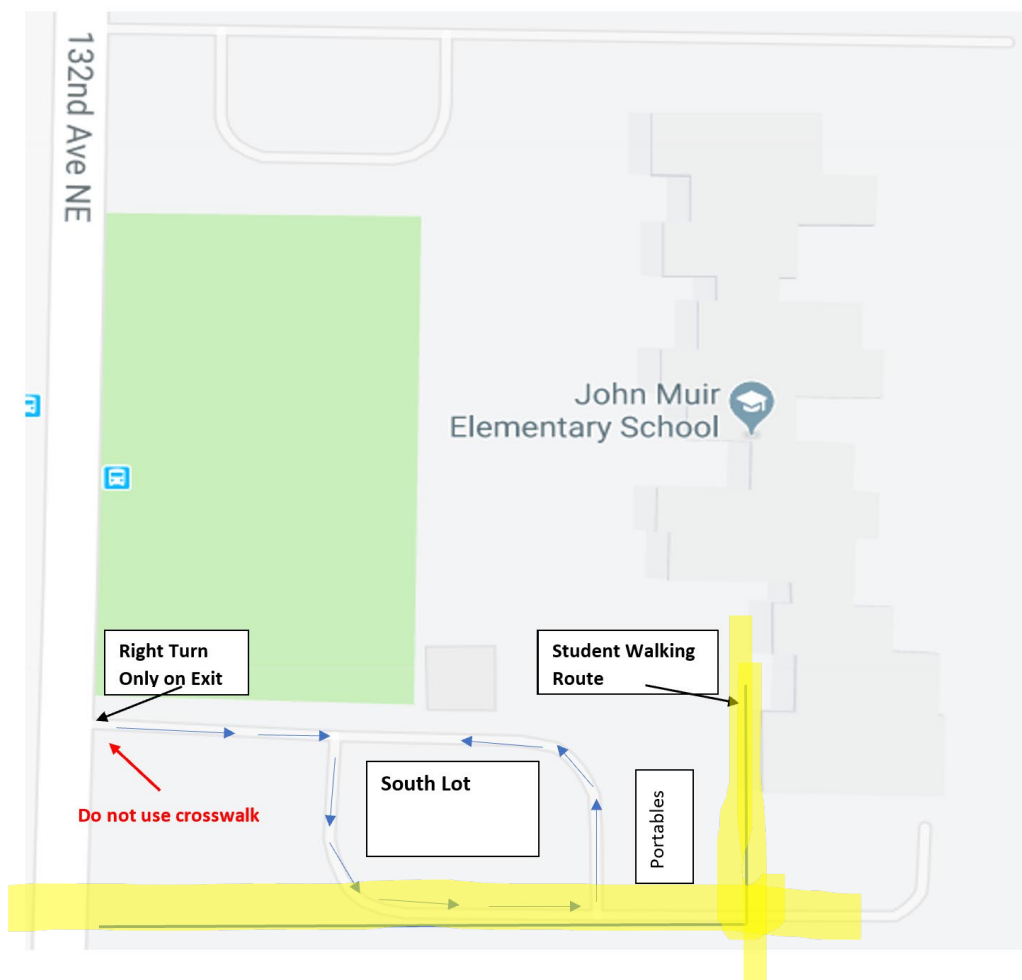 132nd Ave NE
John Muir
Elementary School
Right Turn
Only on Exit
Student Walking
Route
South Lot
Portables
Do not use crosswalk